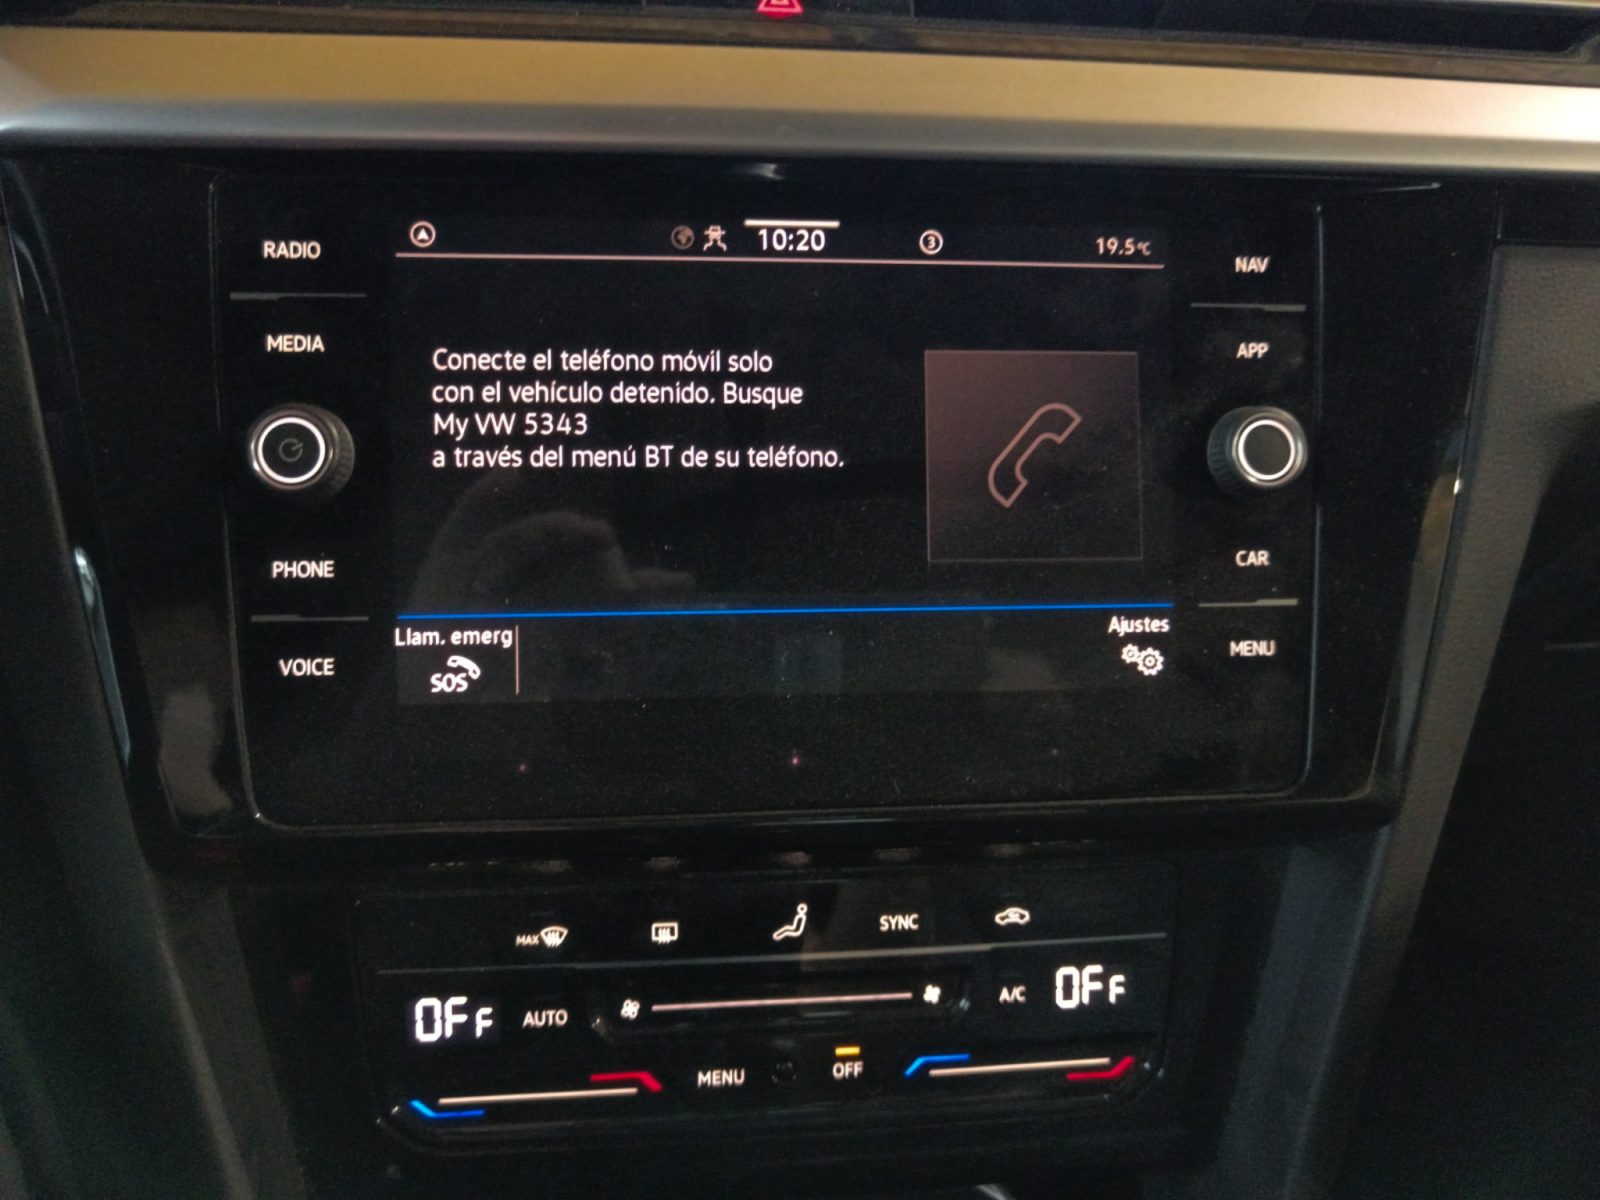 RADIO
MEDIA
PHONE
VOICE
10:20
3
19.5°C
Conecte el teléfono móvil solo
con el vehículo detenido. Busque
My VW 5343
a través del menú BT de su teléfono.
Llam. emerg
SOS
Ajustes
NAV
APP
CAR
MENU
MAX
SYNC
OFF
AUTO
A/C
OFF
MENU
OFF